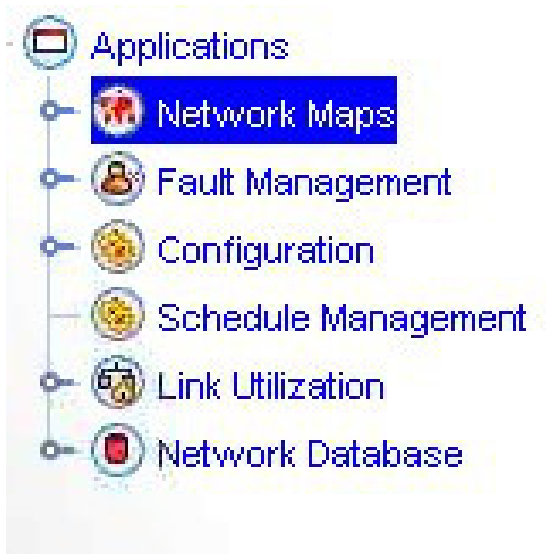 Applications
Network Maps
Fault Management
Configuration
Schedule Management
Link Utilization
Network Database